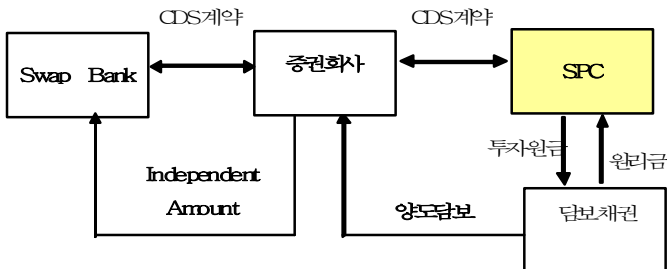 CDS계약
CDS계약
Swap Bank
증권회사
SPC
투자원금
원리금
Independent
Amount
양도담보
담보채권